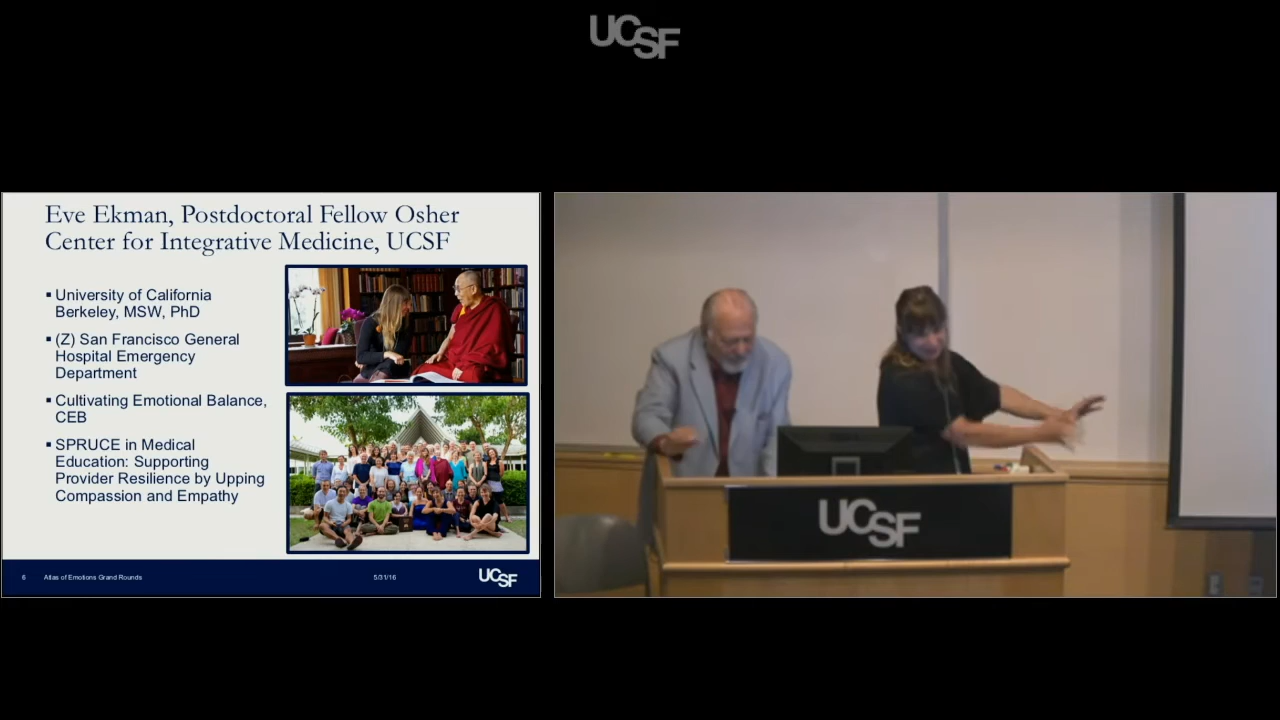 UCSF
Eve Ekman, Postdoctoral Fellow Osher
Center for Integrative Medicine, UCSF
▪ University of California
Berkeley, MSW, PhD
▪ (Z) San Francisco General
Hospital Emergency
Department
▪ Cultivating Emotional Balance,
CEB
▪ SPRUCE in Medical
Education: Supporting
Provider Resilience by Upping
Compassion and Empathy
6 Atlas of Emotions Grand Rounds 5/31/16 UCSF
UCSF